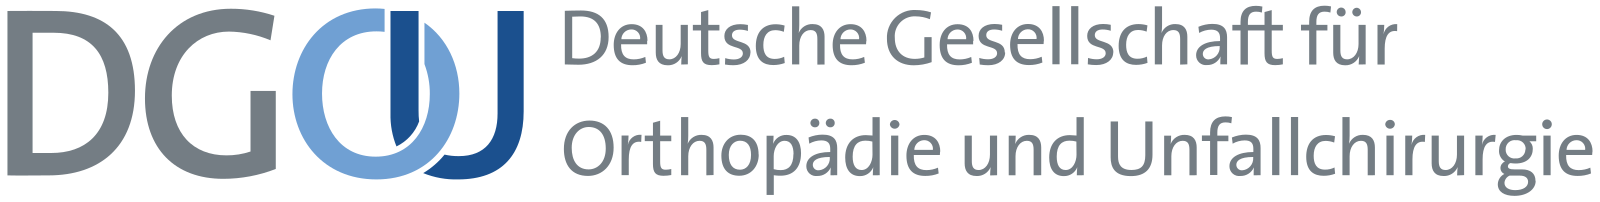 DGOU
Deutsche Gesellschaft für
Orthopädie und Unfallchirurgie